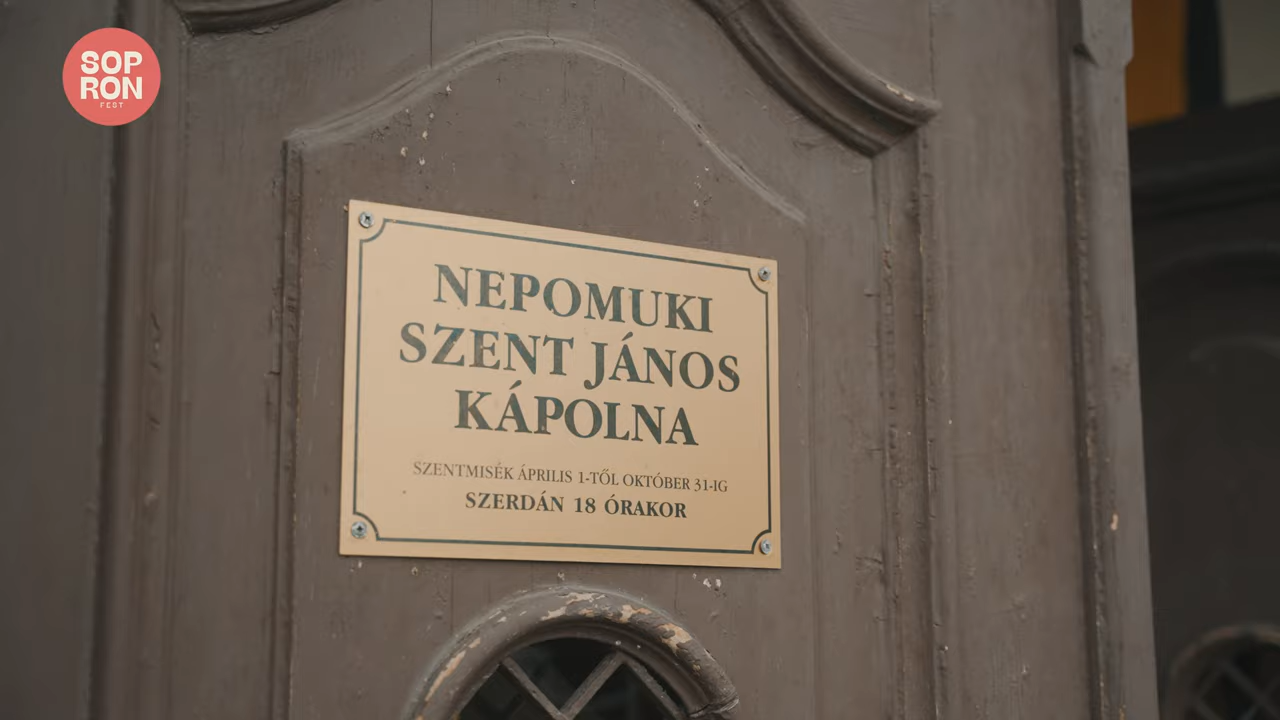 SOP
RON
FEST
NEPOMUKI
SZENT JÁNOS
KÁPOLNA
SZENTMISÉK ÁPRILIS 1-TŐL OKTÓBER 31-IG
SZERDÁN 18 ÓRAKOR